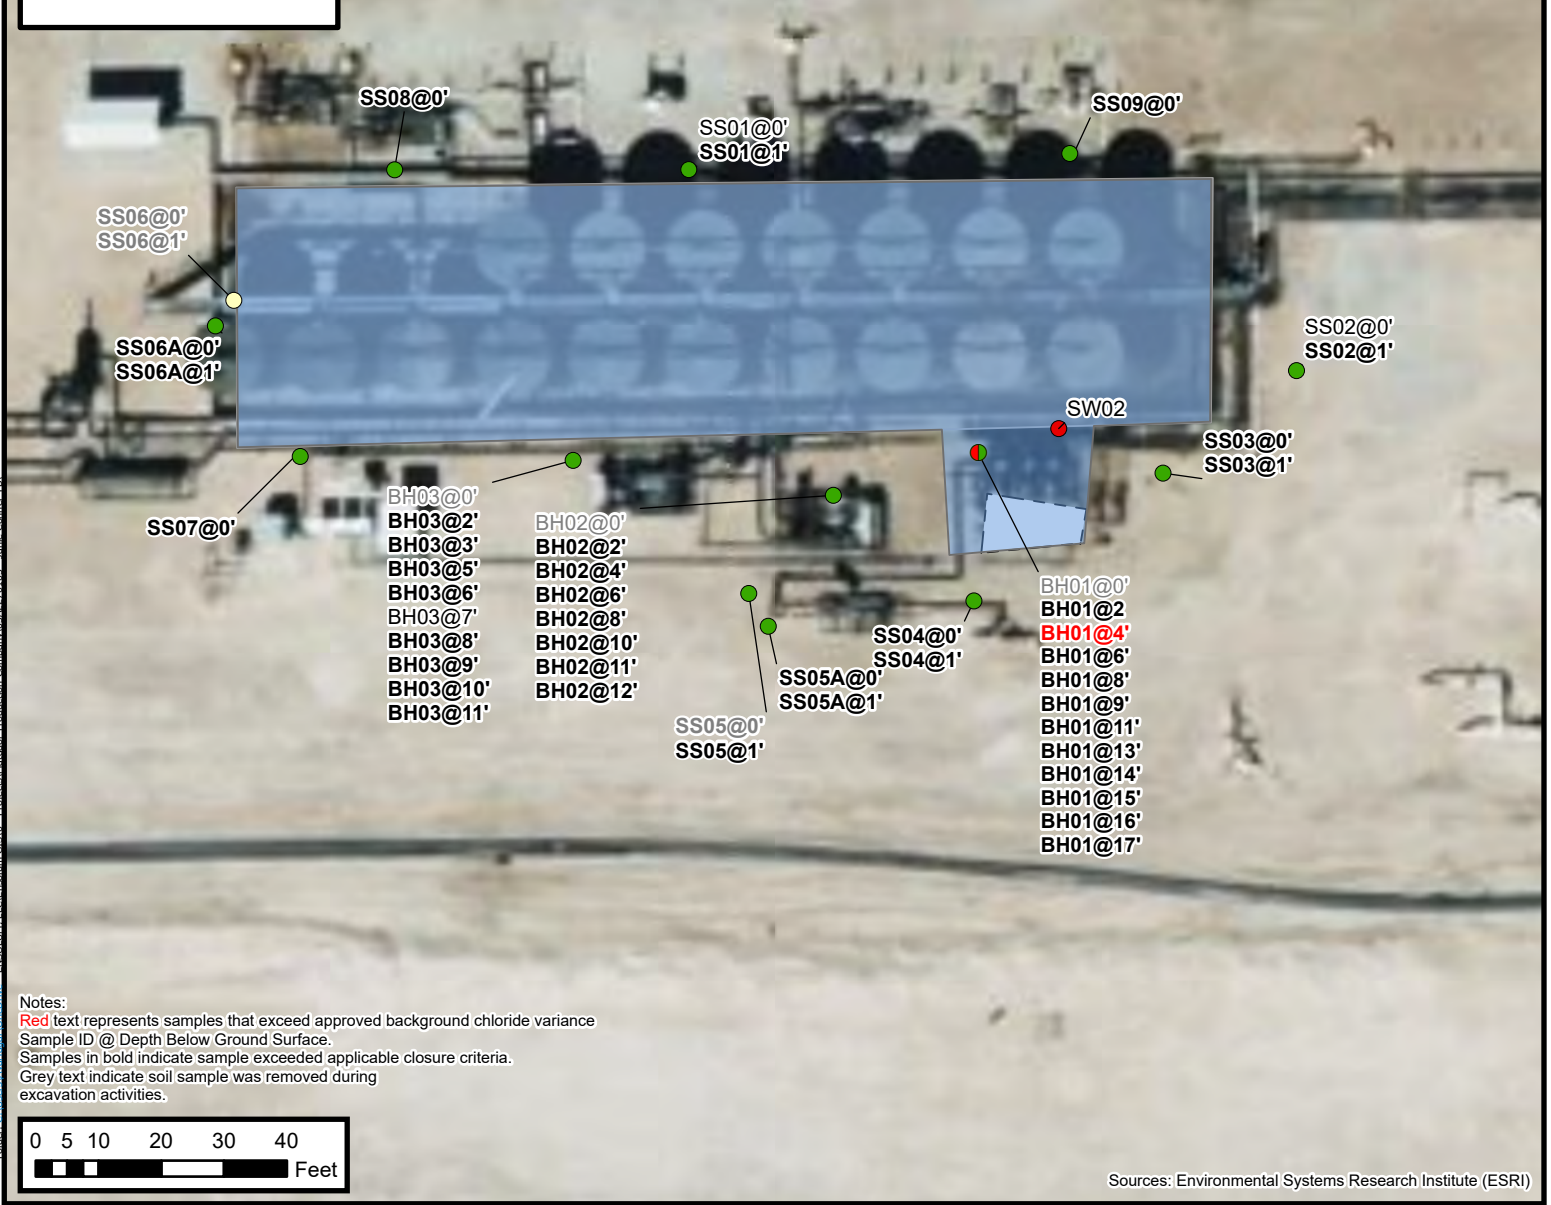 SS08@0'
SS09@0'
SS01@0'
SS01@1'
SS06@0'
SS06@1'
SS06A@0'
SS06A@1'
SS02@0'
SS02@1'
SW02
SS03@0'
SS03@1'
SS07@0'
BH03@0'
BH03@2'
BH03@3'
BH03@5'
BH03@6'
BH03@7'
BH03@8'
BH03@9'
BH03@10'
BH03@11'
BH02@0'
BH02@2'
BH02@4'
BH02@6'
BH02@8'
BH02@10'
BH02@11'
BH02@12'
SS04@0'
SS04@1'
SS05A@0'
SS05A@1'
SS05@0'
SS05@1'
BH01@0'
BH01@2
BH01@4'
BH01@6'
BH01@8'
BH01@9'
BH01@11'
BH01@13'
BH01@14'
BH01@15'
BH01@16'
BH01@17'
Notes:
Red text represents samples that exceed approved background chloride variance
Sample ID @ Depth Below Ground Surface.
Samples in bold indicate sample exceeded applicable closure criteria.
Grey text indicate soil sample was removed during
excavation activities.
0 5 10 20 30 40
Feet
Sources: Environmental Systems Research Institute (ESRI)